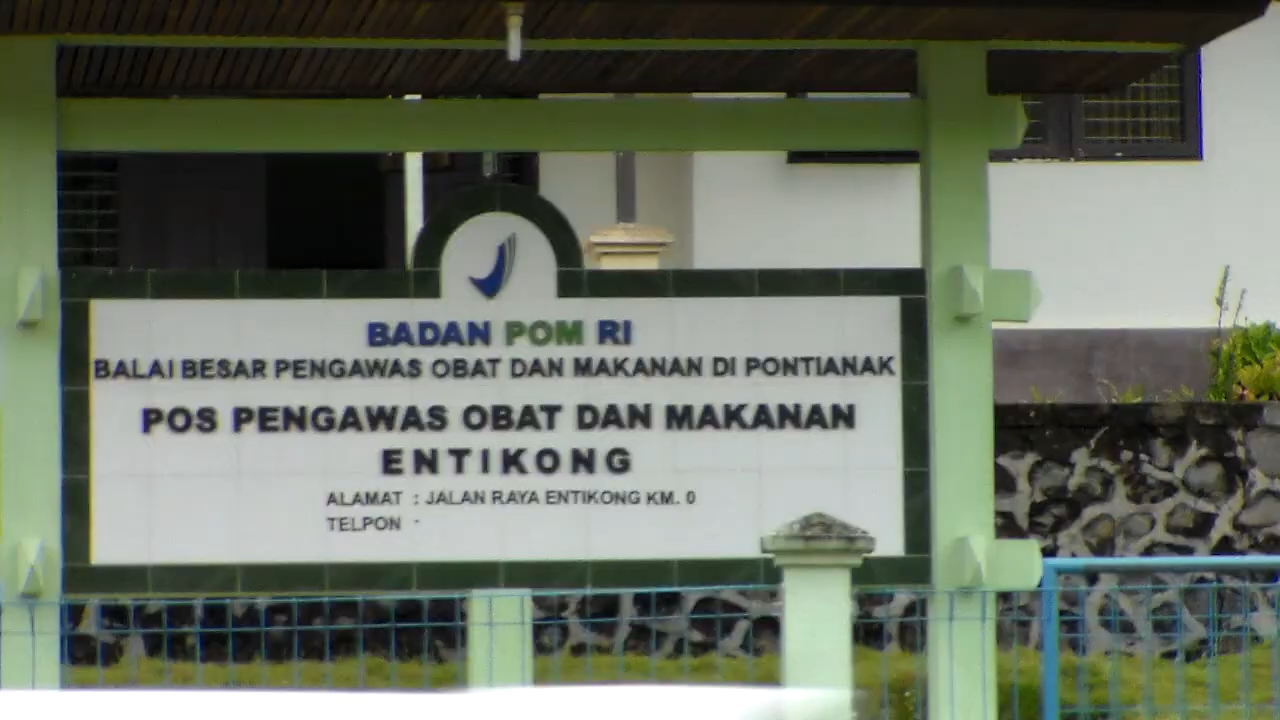 BADAN POM RI
BALAI BESAR PENGAWAS OBAT DAN MAKANAN DI PONTIANAK
POS PENGAWAS OBAT DAN MAKANAN
ENTIKONG
ALAMAT : JALAN RAYA ENTIKONG KM. 0
TELPON -